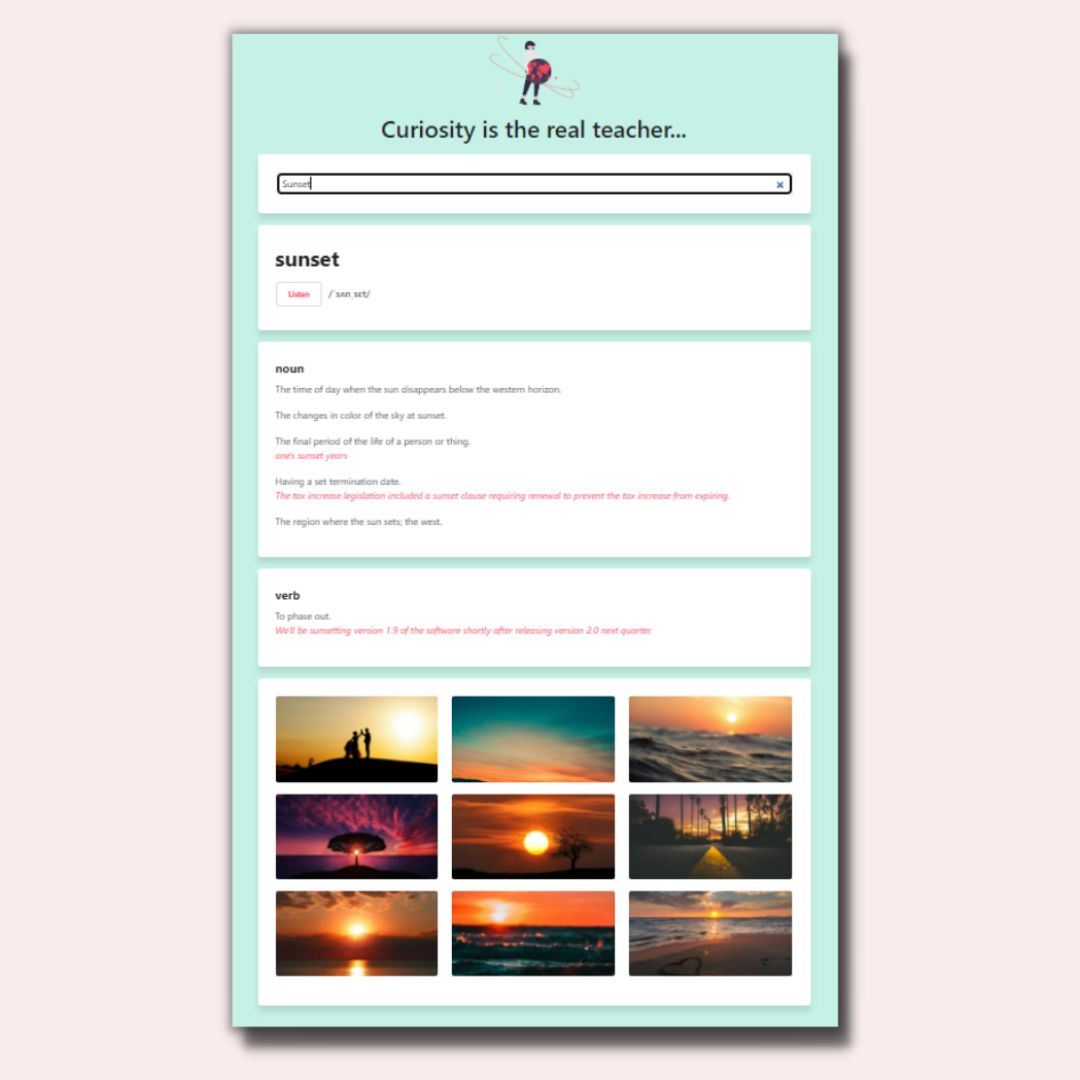 Curiosity is the real teacher...
Sunset
sunset
Listen /ˈsʌnˌsɛt/
noun
The time of day when the sun disappears below the western horizon.
The changes in color of the sky at sunset.
The final period of the life of a person or thing.
one's sunset years
Having a set termination date.
The tax increase legislation included a sunset clause requiring renewal to prevent the tax increase from expiring.
The region where the sun sets; the west.
verb
To phase out.
We'll be sunsetting version 1.9 of the software shortly after releasing version 2.0 next quarter.